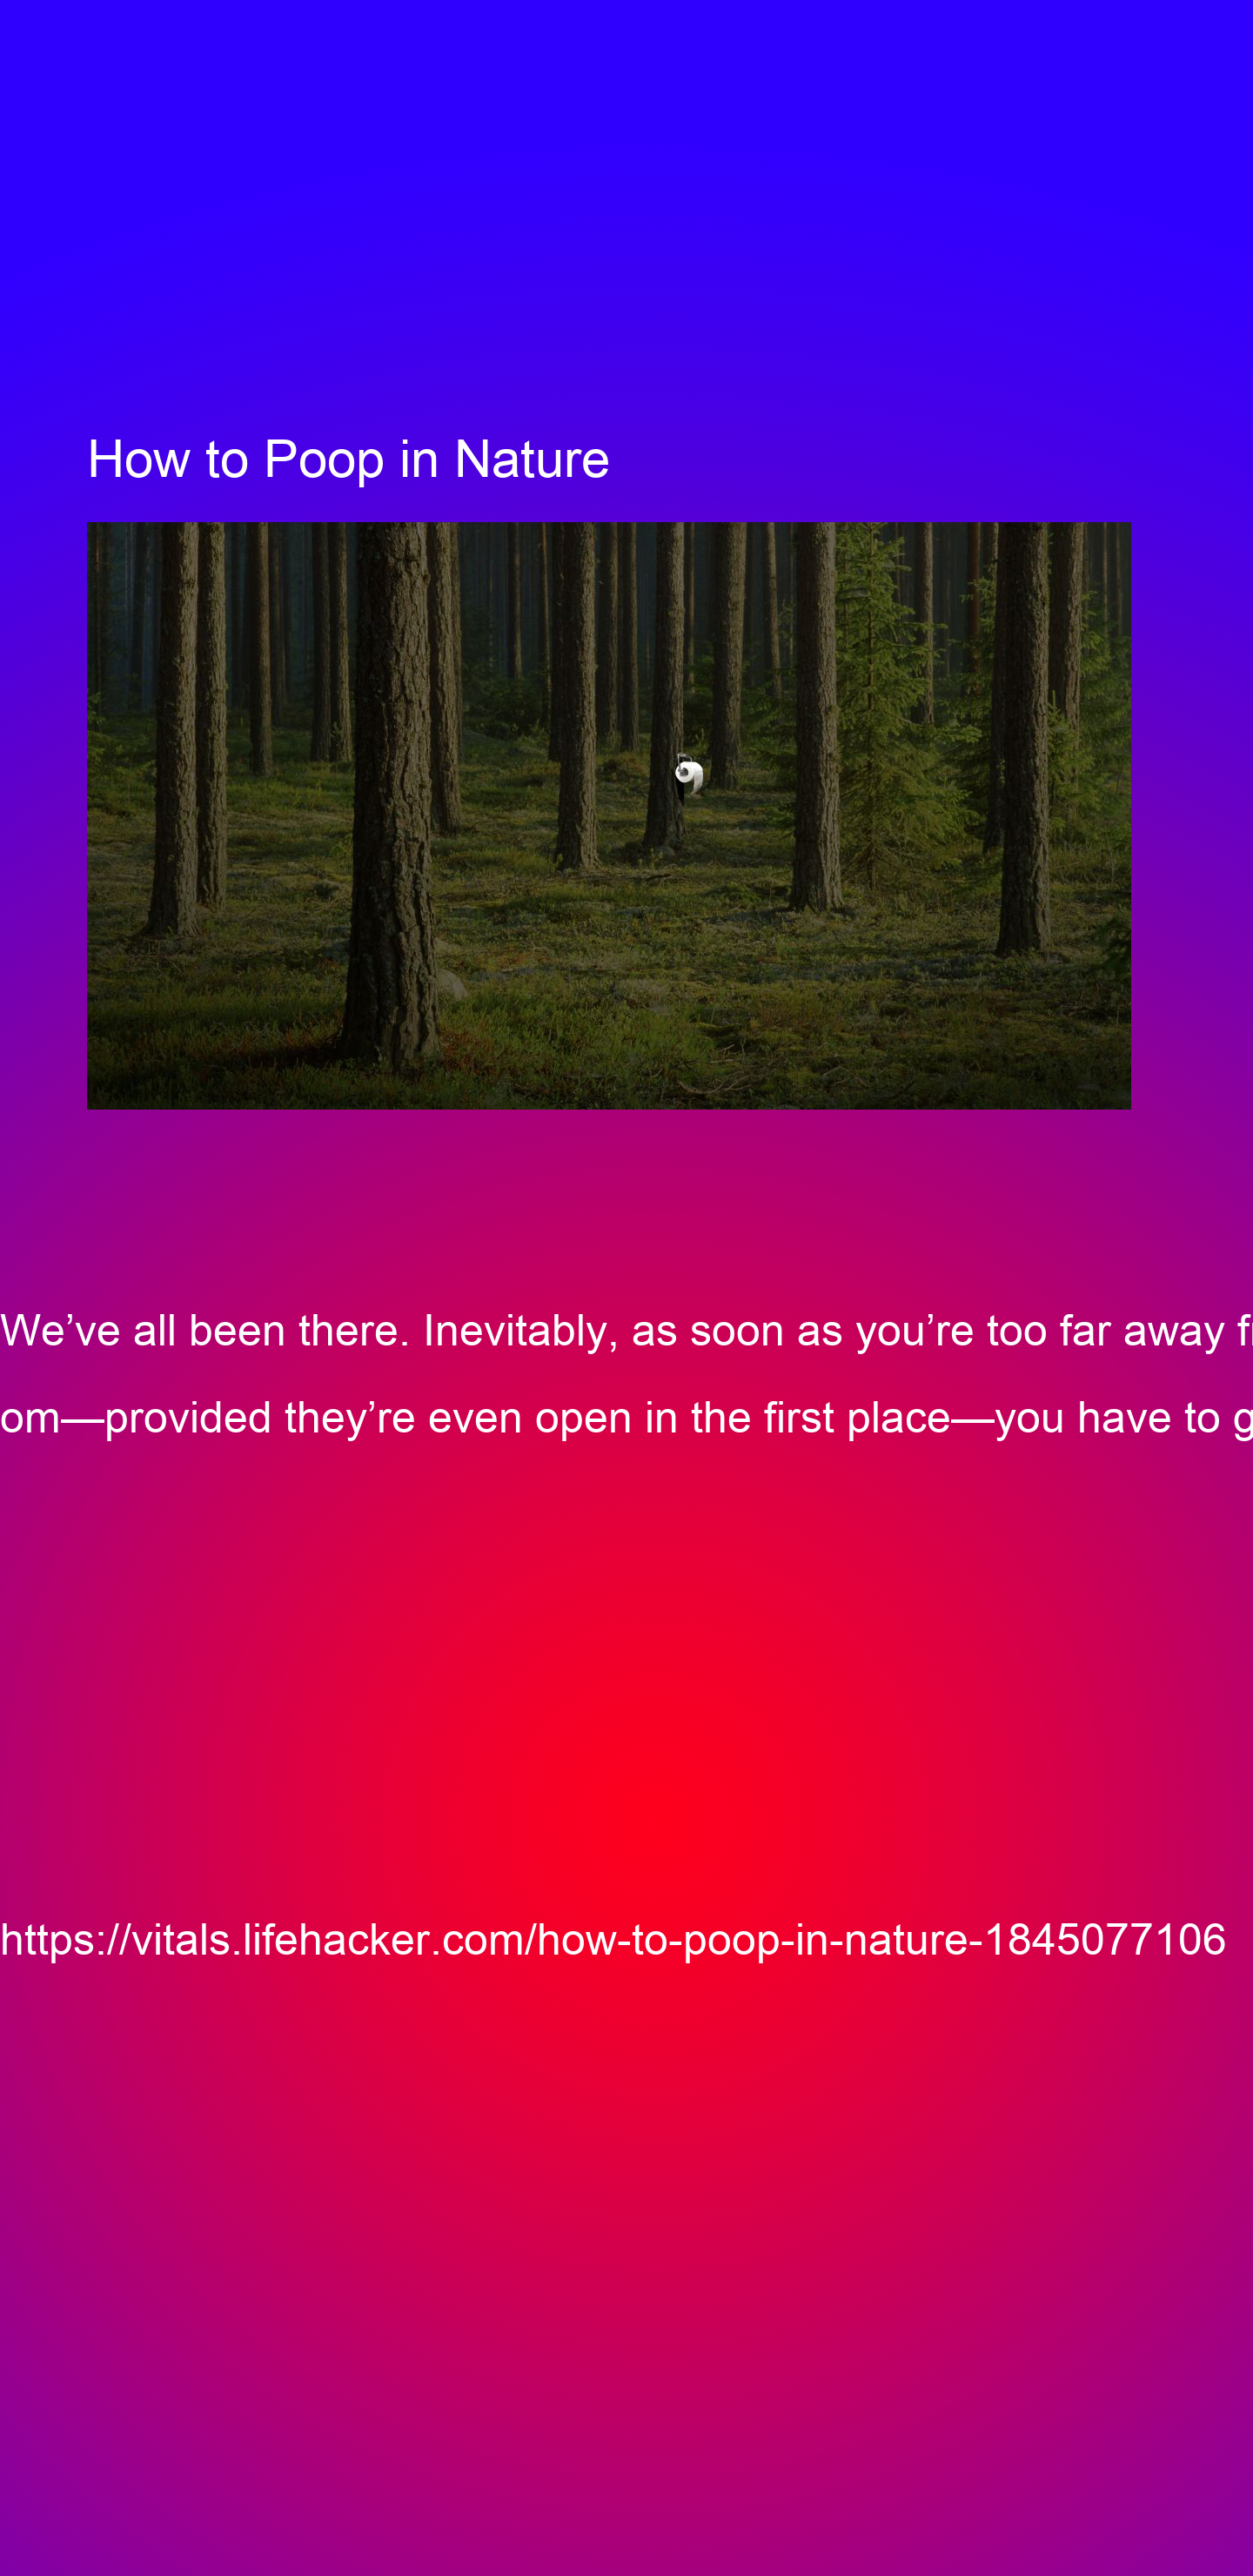 How to Poop in Nature
We’ve all been there. Inevitably, as soon as you’re too far away f
om—provided they’re even open in the first place—you have to g
https://vitals.lifehacker.com/how-to-poop-in-nature-1845077106